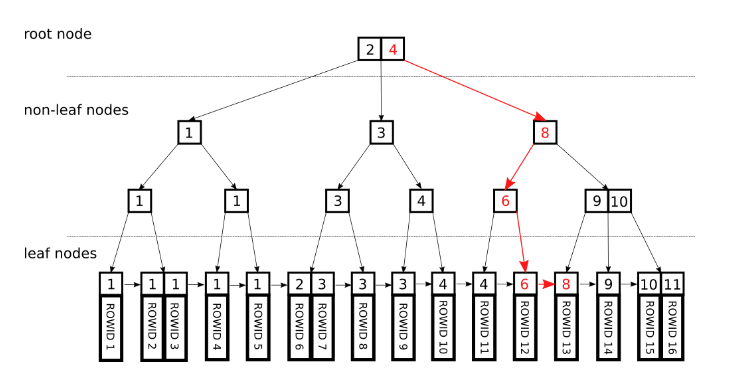 root node
2 4
non-leaf nodes
1 3 8
1 1 3 4 6 9 10
leaf nodes
1 1 1 1 1 2 3 3 3 4 4 6 8 9 10 11
ROWID 1
ROWID 2
ROWID 3
ROWID 4
ROWID 5
ROWID 6
ROWID 7
ROWID 8
ROWID 9
ROWID 10
ROWID 11
ROWID 12
ROWID 13
ROWID 14
ROWID 15
ROWID 16